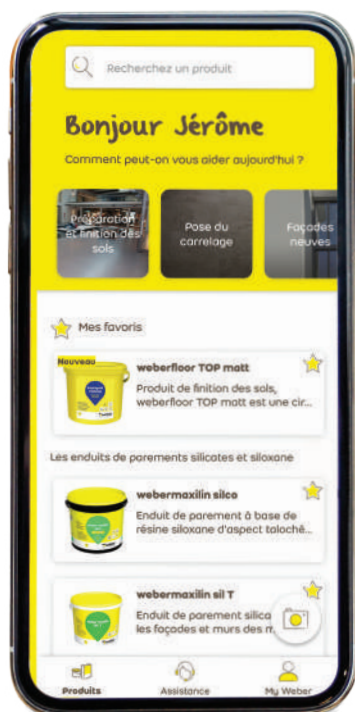 Recherchez un produit
Bonjour Jérôme
Comment peut-on vous aider aujourd'hui ?
Préparation
et finition des
sols
Pose du
carrelage
Façades
neuves
Mes favoris
Nouveau
weberfloor TOP matt
Produit de finition des sols,
weberfloor TOP matt est une cir...
Les enduits de parements silicates et siloxane
webermaxilin silco
Enduit de parement à base de
résine siloxane d'aspect taloché...
webermaxilin sil T
Enduit de parement silica
les façades et murs des m
Produits
Assistance
My Weber